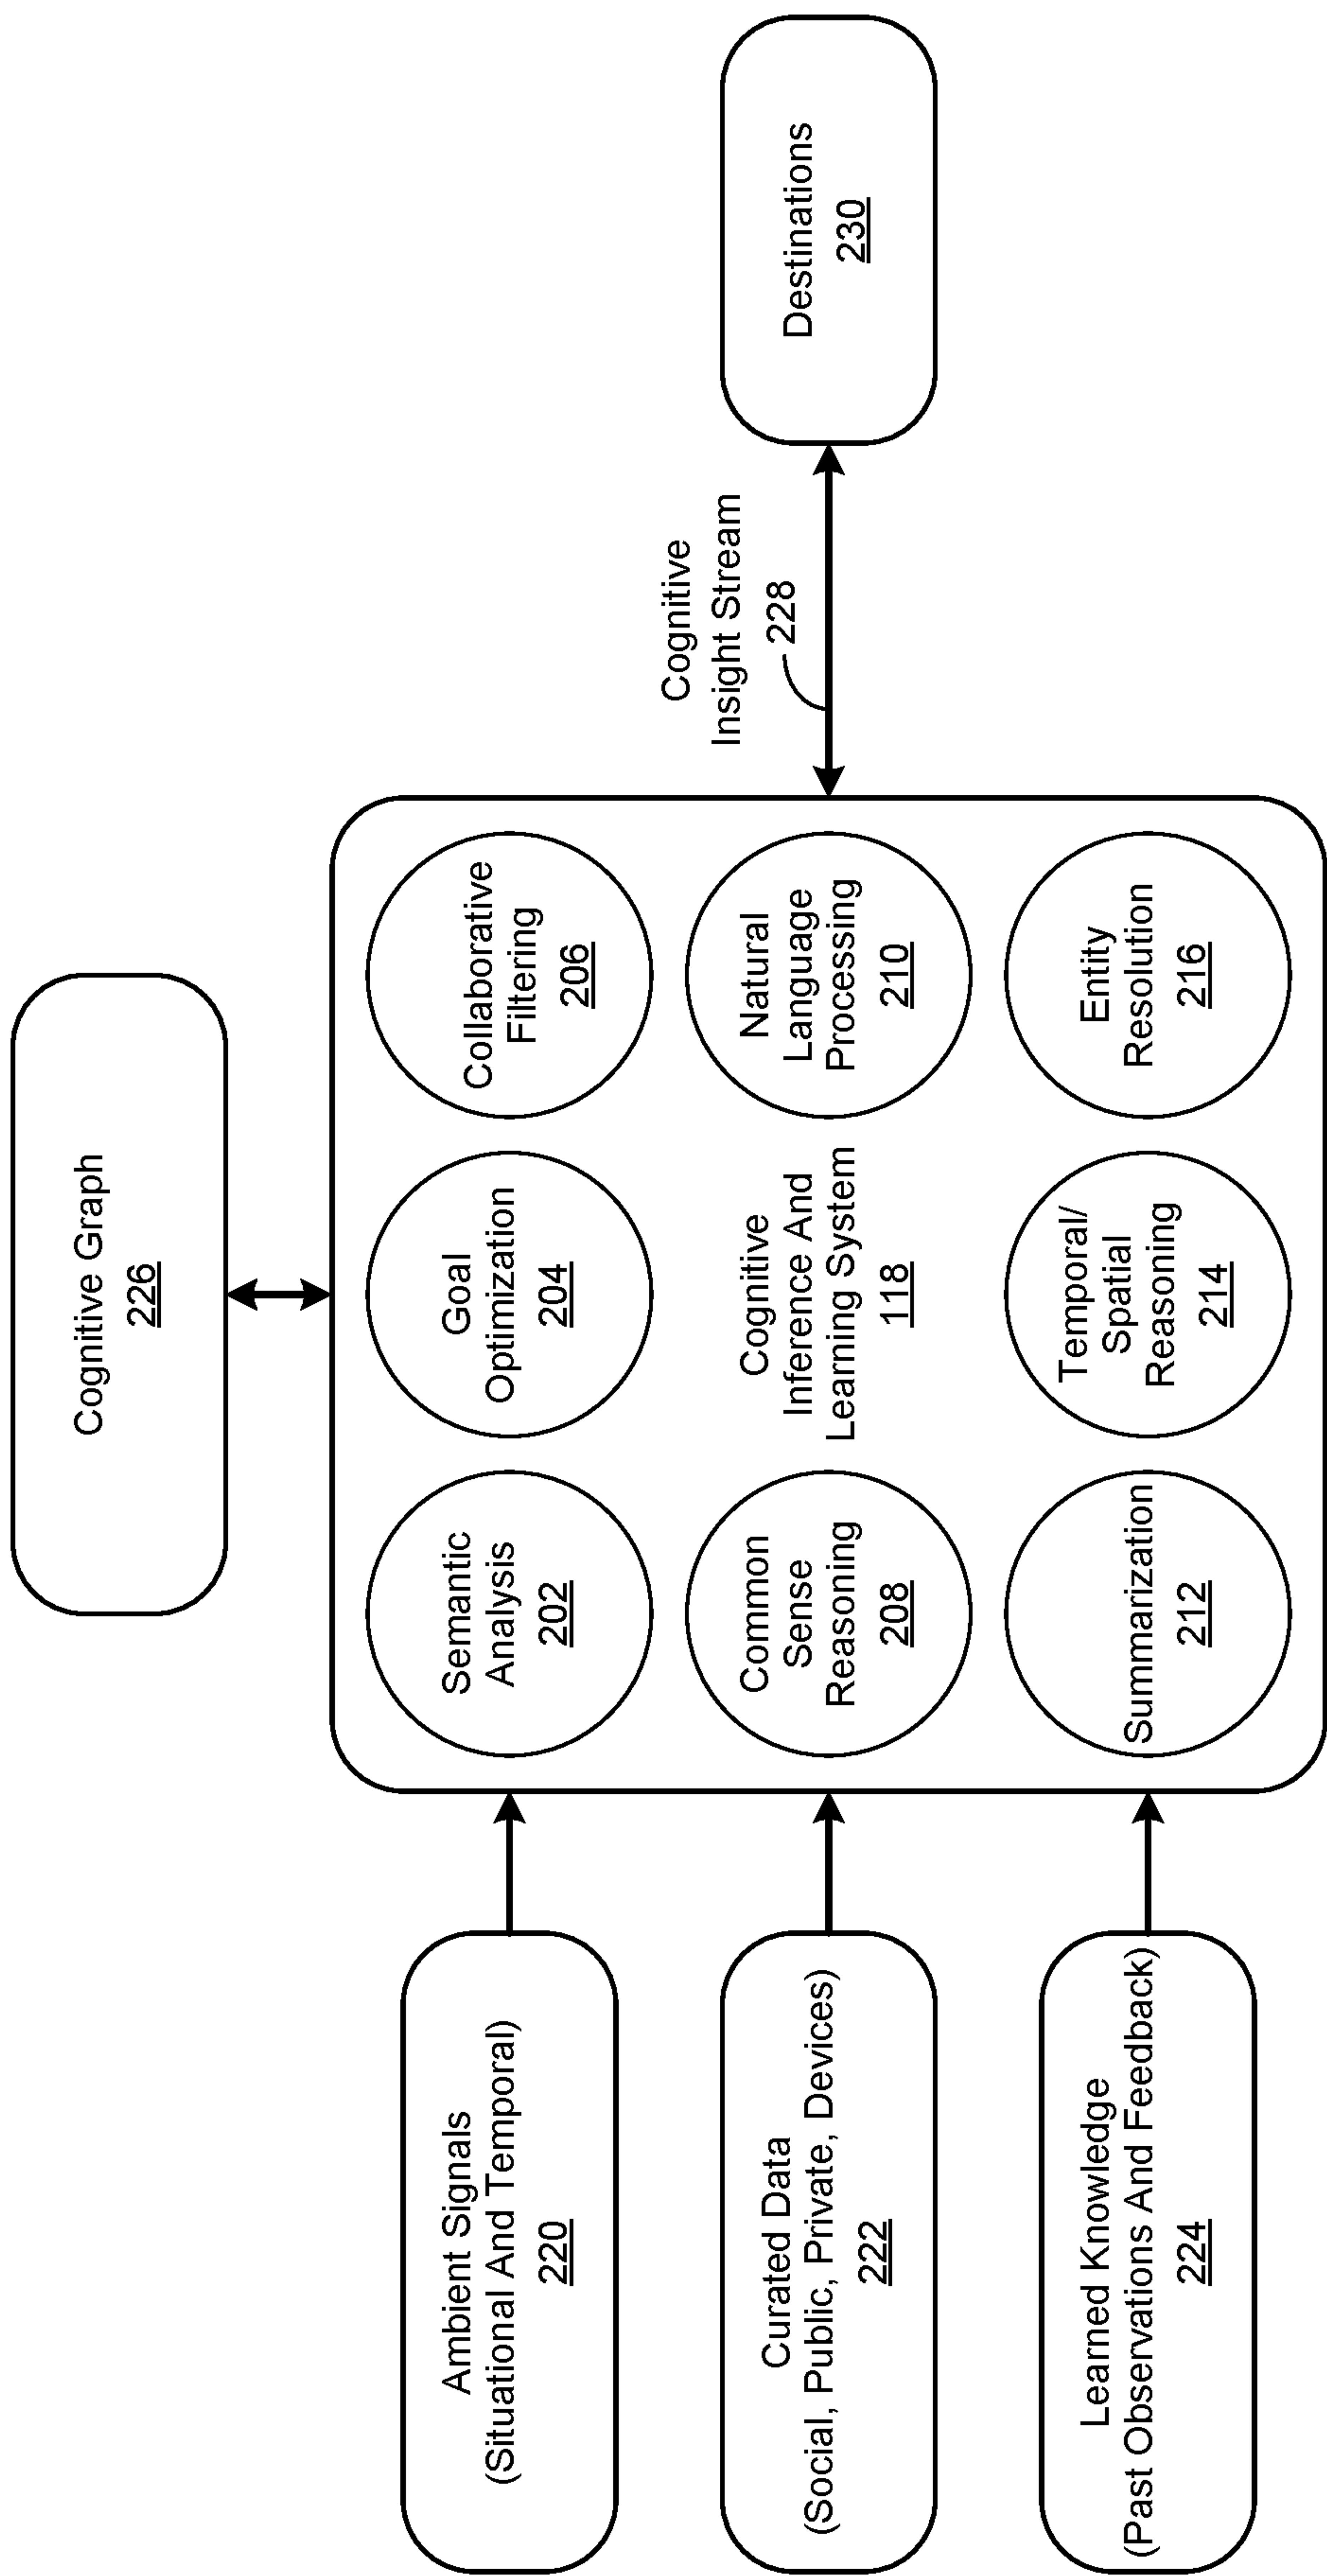 Cognitive Graph
226
Ambient Signals
(Situational And Temporal)
220
Curated Data
(Social, Public, Private, Devices)
222
Learned Knowledge
(Past Observations And Feedback)
224
Semantic
Analysis
202
Goal
Optimization
204
Collaborative
Filtering
206
Common
Sense
Reasoning
208
Cognitive
Inference And
Learning System
118
Natural
Language
Processing
210
Summarization
212
Temporal/
Spatial
Reasoning
214
Entity
Resolution
216
Cognitive
Insight Stream
228
Destinations
230